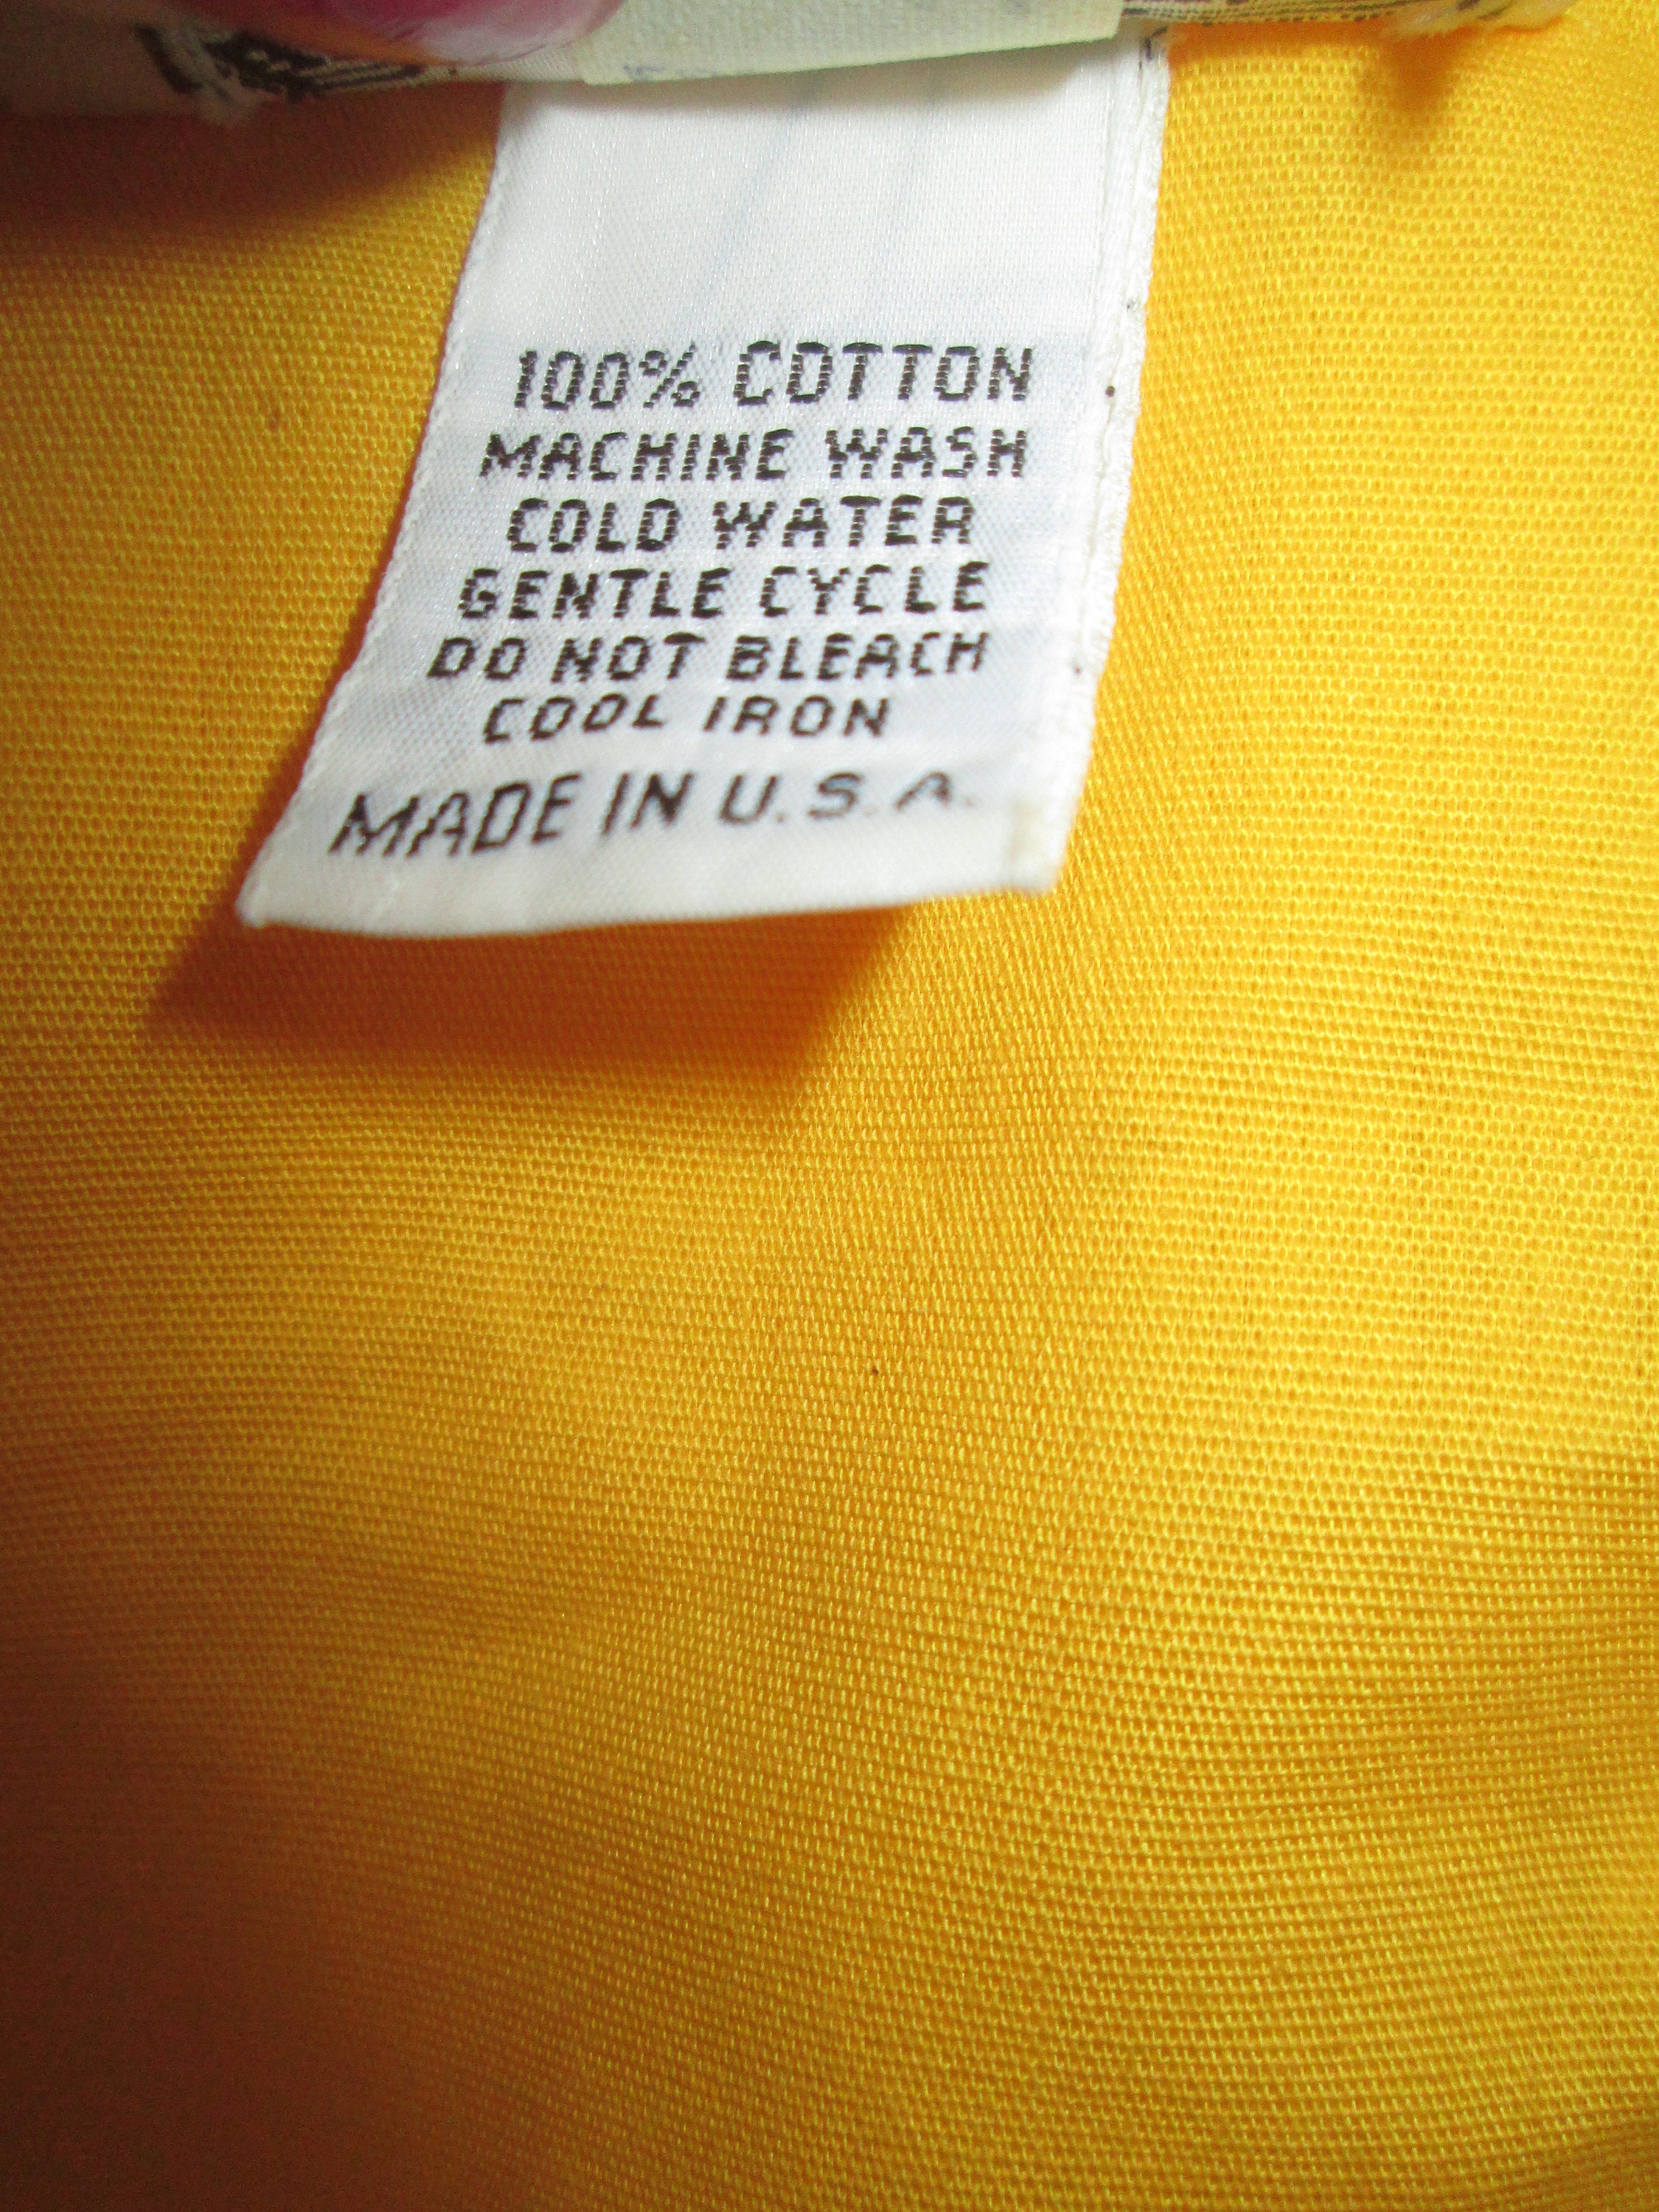 100% COTTON
MACHINE WASH
COLD WATER
GENTLE CYCLE
DO NOT BLEACH
COOL IRON
MADE IN U.S.A.